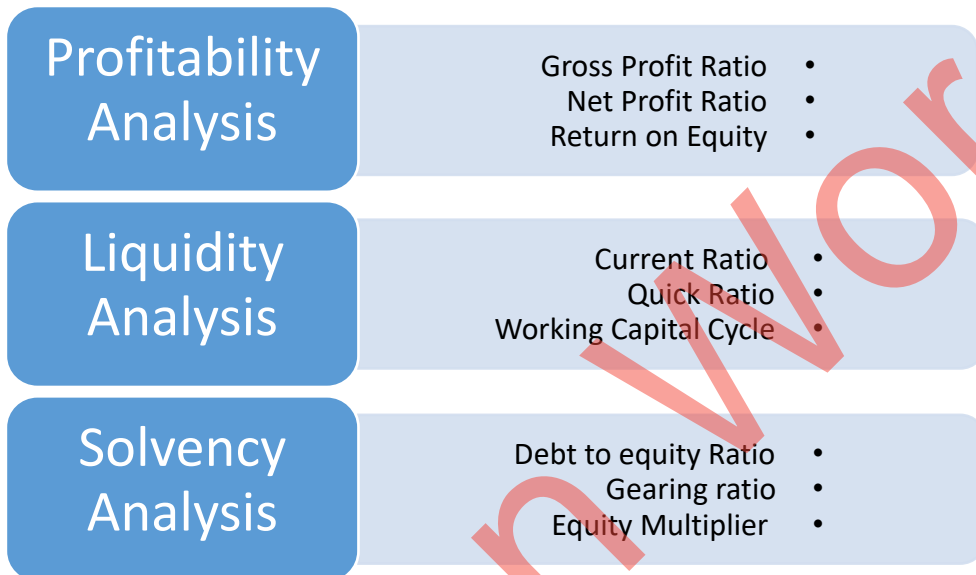 Profitability
Analysis
Gross Profit Ratio •
Net Profit Ratio •
Return on Equity •
Liquidity
Analysis
Current Ratio •
Quick Ratio •
Working Capital Cycle •
Solvency
Analysis
Debt to equity Ratio •
Gearing ratio •
Equity Multiplier •